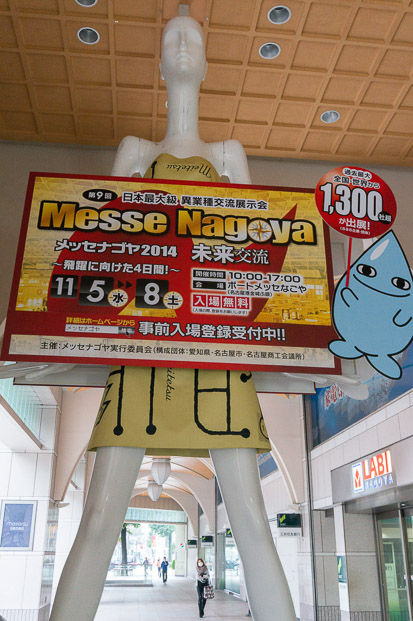 Meitetsu
第9回 日本最大級・異業種交流展示会
Messe Nagoya
メッセナゴヤ2014 未来交流
〜飛躍に向けた4日間!〜
11 5水 8土
開催時間 10:00-17:00
会場 ポートメッセなごや
入場無料
詳細はホームページから
メッセナゴヤ
事前入場登録受付中!!
主催:メッセナゴヤ実行委員会(構成団体:愛知県・名古屋市・名古屋商工会議所)
過去最大
全国・世界から
1,300社超
が出展!
Meitetsu
LABI